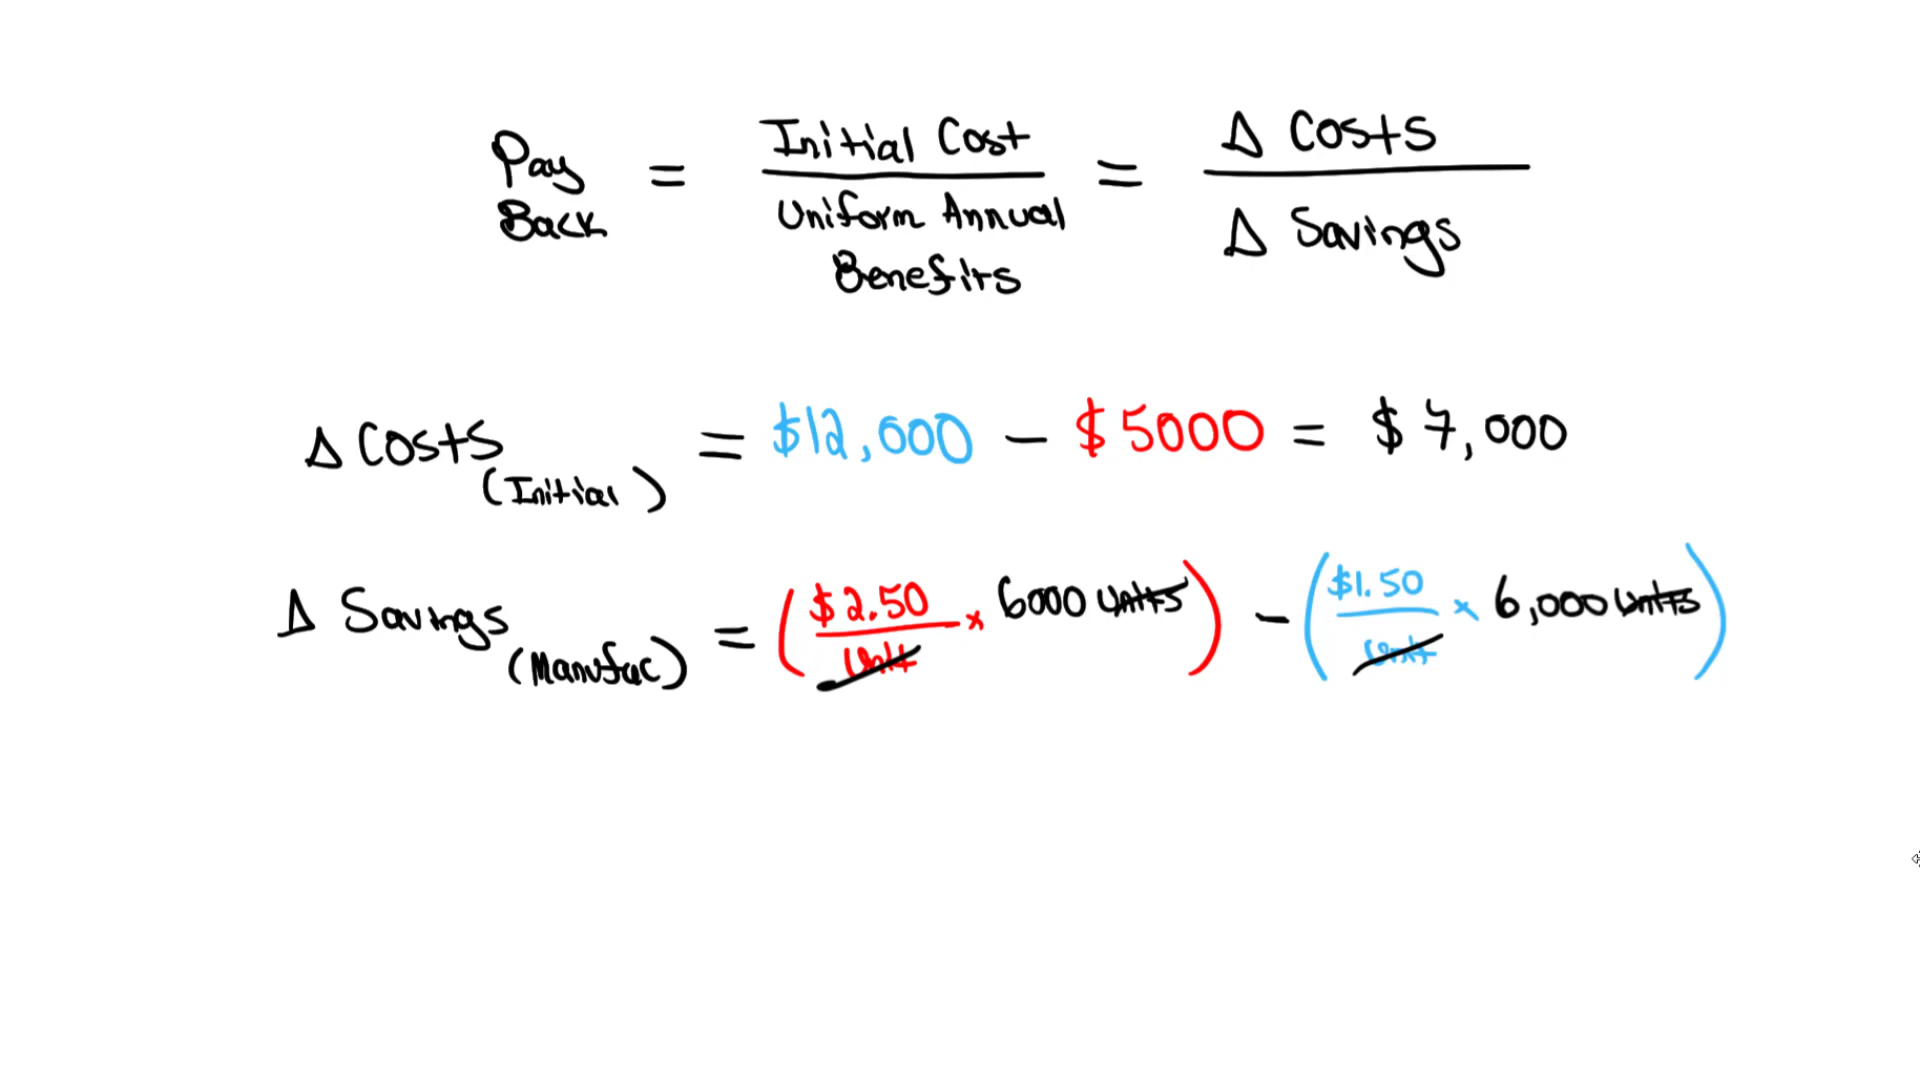 Pay Back = Initial Cost / Uniform Annual Benefits = Δ Costs / Δ Savings
Δ Costs (Initial) = $12,000 - $5000 = $7,000
Δ Savings (Manufac) = ($2.50 / Unit × 6000 Units) - ($1.50 / Unit × 6,000 Units)